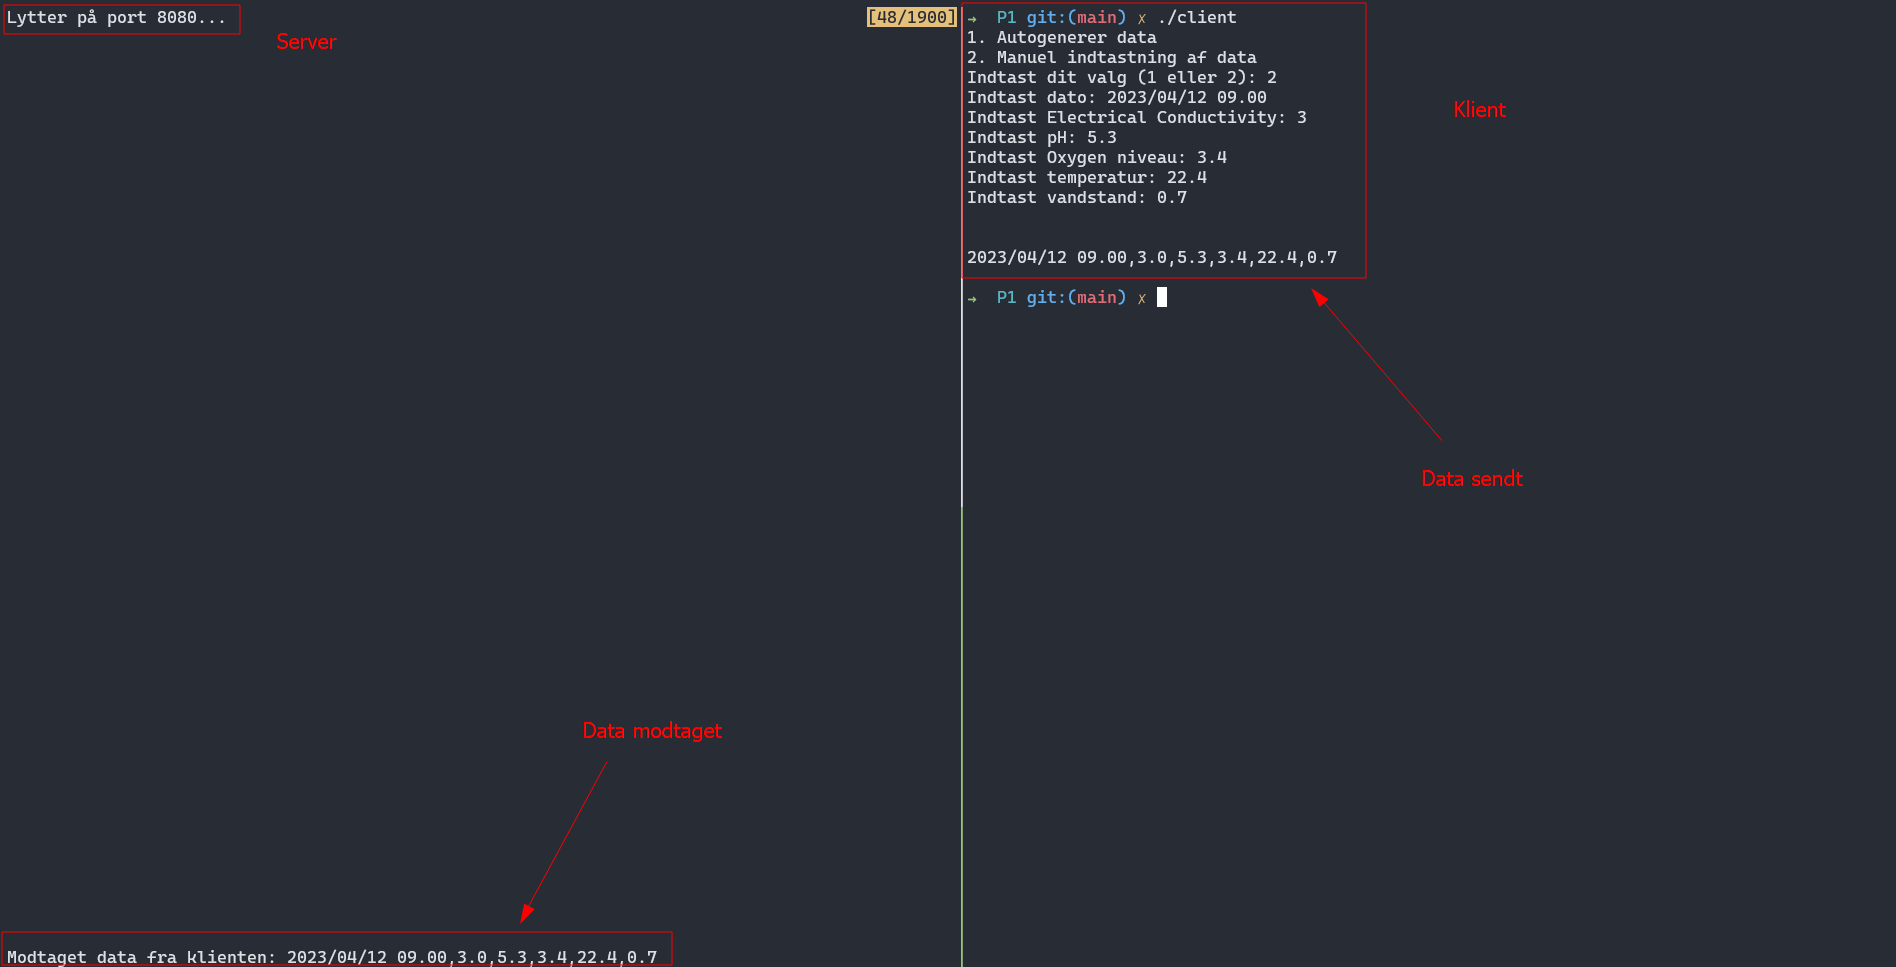 Lytter på port 8080...
[48/1900]
Server
→ P1 git:(main) ✗ ./client
1. Autogenerer data
2. Manuel indtastning af data
Indtast dit valg (1 eller 2): 2
Indtast dato: 2023/04/12 09.00
Indtast Electrical Conductivity: 3
Indtast pH: 5.3
Indtast Oxygen niveau: 3.4
Indtast temperatur: 22.4
Indtast vandstand: 0.7
2023/04/12 09.00,3.0,5.3,3.4,22.4,0.7
→ P1 git:(main) ✗
Klient
Data sendt
Data modtaget
Modtaget data fra klienten: 2023/04/12 09.00,3.0,5.3,3.4,22.4,0.7